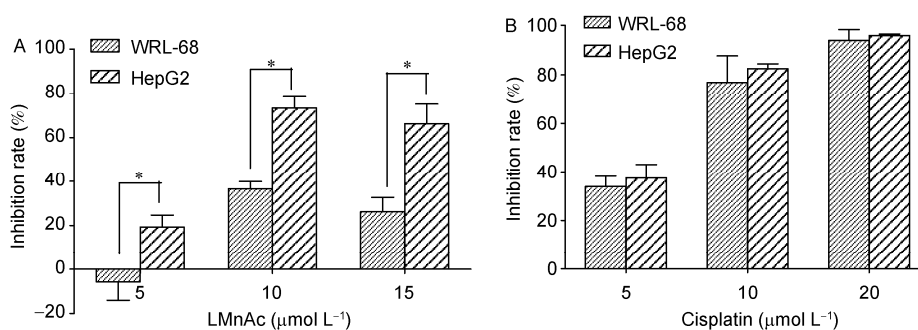 A
WRL-68
HepG2
Inhibition rate (%)
100
80
60
40
20
0
−20
*
*
*
5
10
15
LMnAc (μmol L⁻¹)
B
WRL-68
HepG2
Inhibition rate (%)
100
80
60
40
20
0
5
10
20
Cisplatin (μmol L⁻¹)